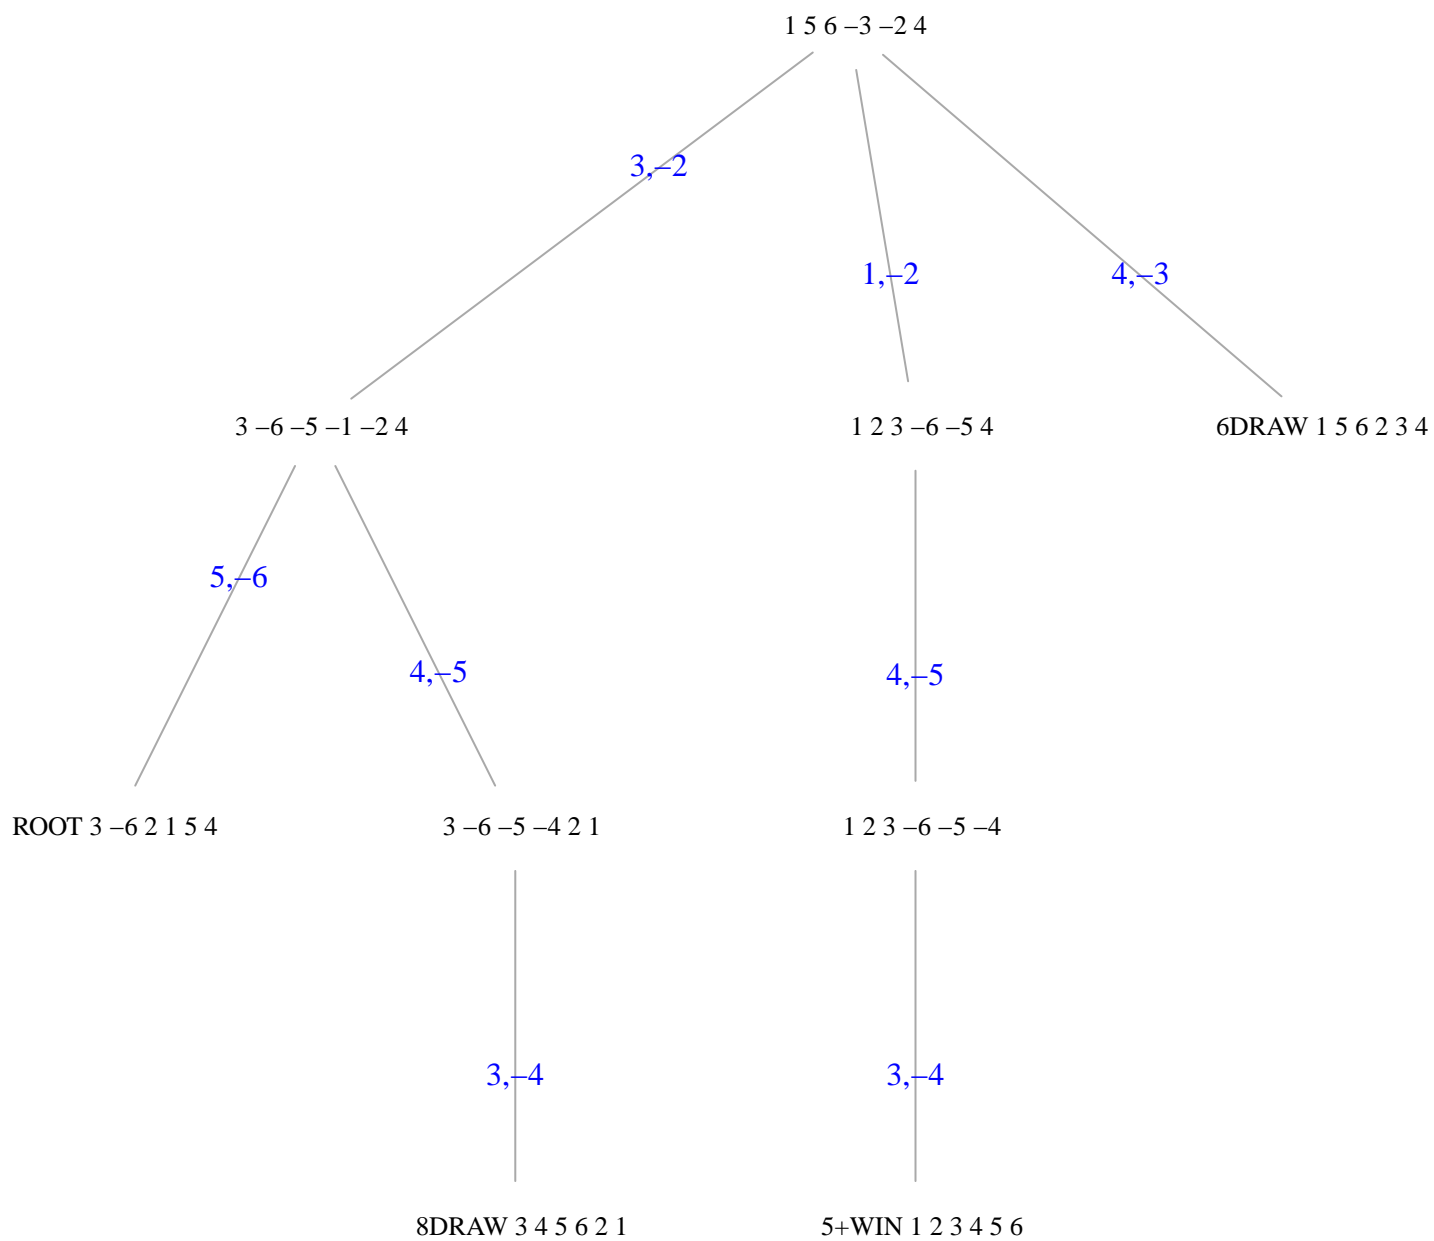 1 5 6 –3 –2 4
3,–2
1,–2
4,–3
3 –6 –5 –1 –2 4
1 2 3 –6 –5 4
6DRAW 1 5 6 2 3 4
5,–6
4,–5
4,–5
ROOT 3 –6 2 1 5 4
3 –6 –5 –4 2 1
1 2 3 –6 –5 –4
3,–4
3,–4
8DRAW 3 4 5 6 2 1
5+WIN 1 2 3 4 5 6